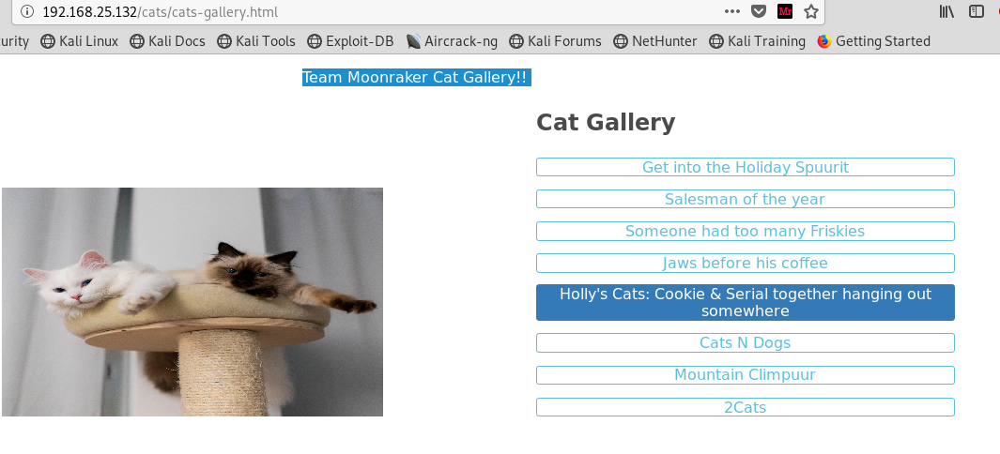 192.168.25.132/cats/cats-gallery.html
Mr
urity Kali Linux Kali Docs Kali Tools Exploit-DB Aircrack-ng Kali Forums NetHunter Kali Training Getting Started
Team Moonraker Cat Gallery!!
Cat Gallery
Get into the Holiday Spuurit
Salesman of the year
Someone had too many Friskies
Jaws before his coffee
Holly's Cats: Cookie & Serial together hanging out
somewhere
Cats N Dogs
Mountain Climpuur
2Cats